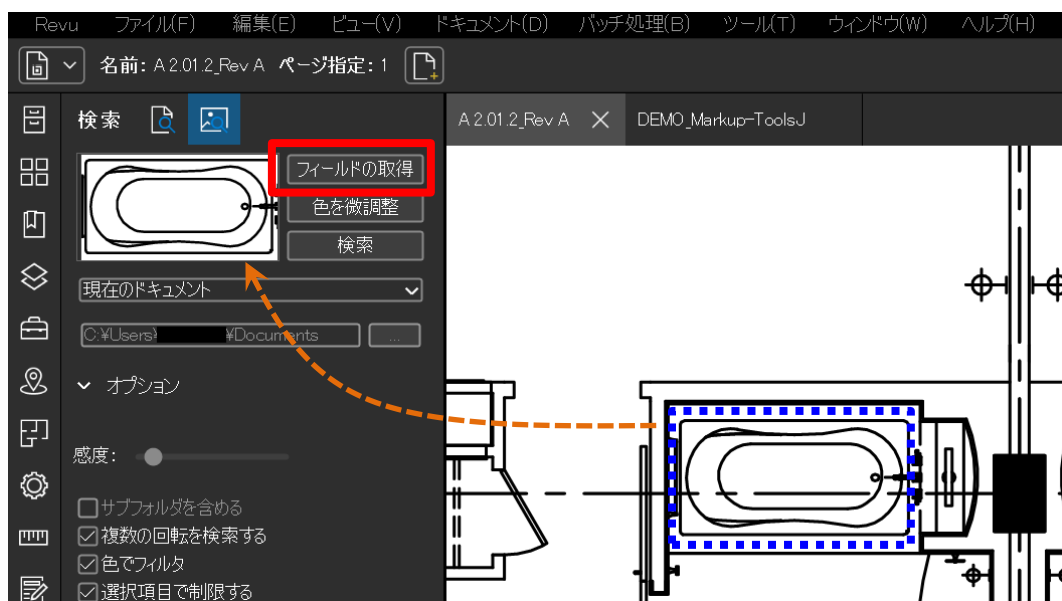 Revu ファイル(F) 編集(E) ビュー(V) ドキュメント(D) バッチ処理(B) ツール(T) ウィンドウ(W) ヘルプ(H)
名前: A 2.01.2_Rev A ページ指定: 1
検索
A 2.01.2_Rev A DEMO_Markup-ToolsJ
フィールドの取得
色を微調整
検索
現在のドキュメント
C:¥Users¥ ¥Documents ...
オプション
感度:
サブフォルダを含める
複数の回転を検索する
色でフィルタ
選択項目で制限する